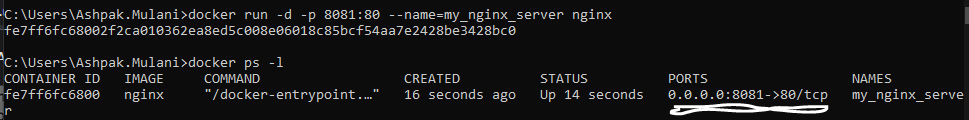 C:\Users\Ashpak.Mulani>docker run -d -p 8081:80 --name=my_nginx_server nginx
fe7ff6fc68002f2ca010362ea8ed5c008e06018c85bcf54aa7e2428be3428bc0
C:\Users\Ashpak.Mulani>docker ps -l
CONTAINER ID   IMAGE     COMMAND                  CREATED          STATUS          PORTS                  NAMES
fe7ff6fc6800   nginx     "/docker-entrypoint.…"   16 seconds ago   Up 14 seconds   0.0.0.0:8081->80/tcp   my_nginx_serve
r